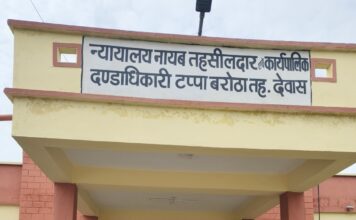 न्यायालय नायब तहसीलदार एवं कार्यपालिक
दण्डाधिकारी टप्पा बरोठा तह. देवास